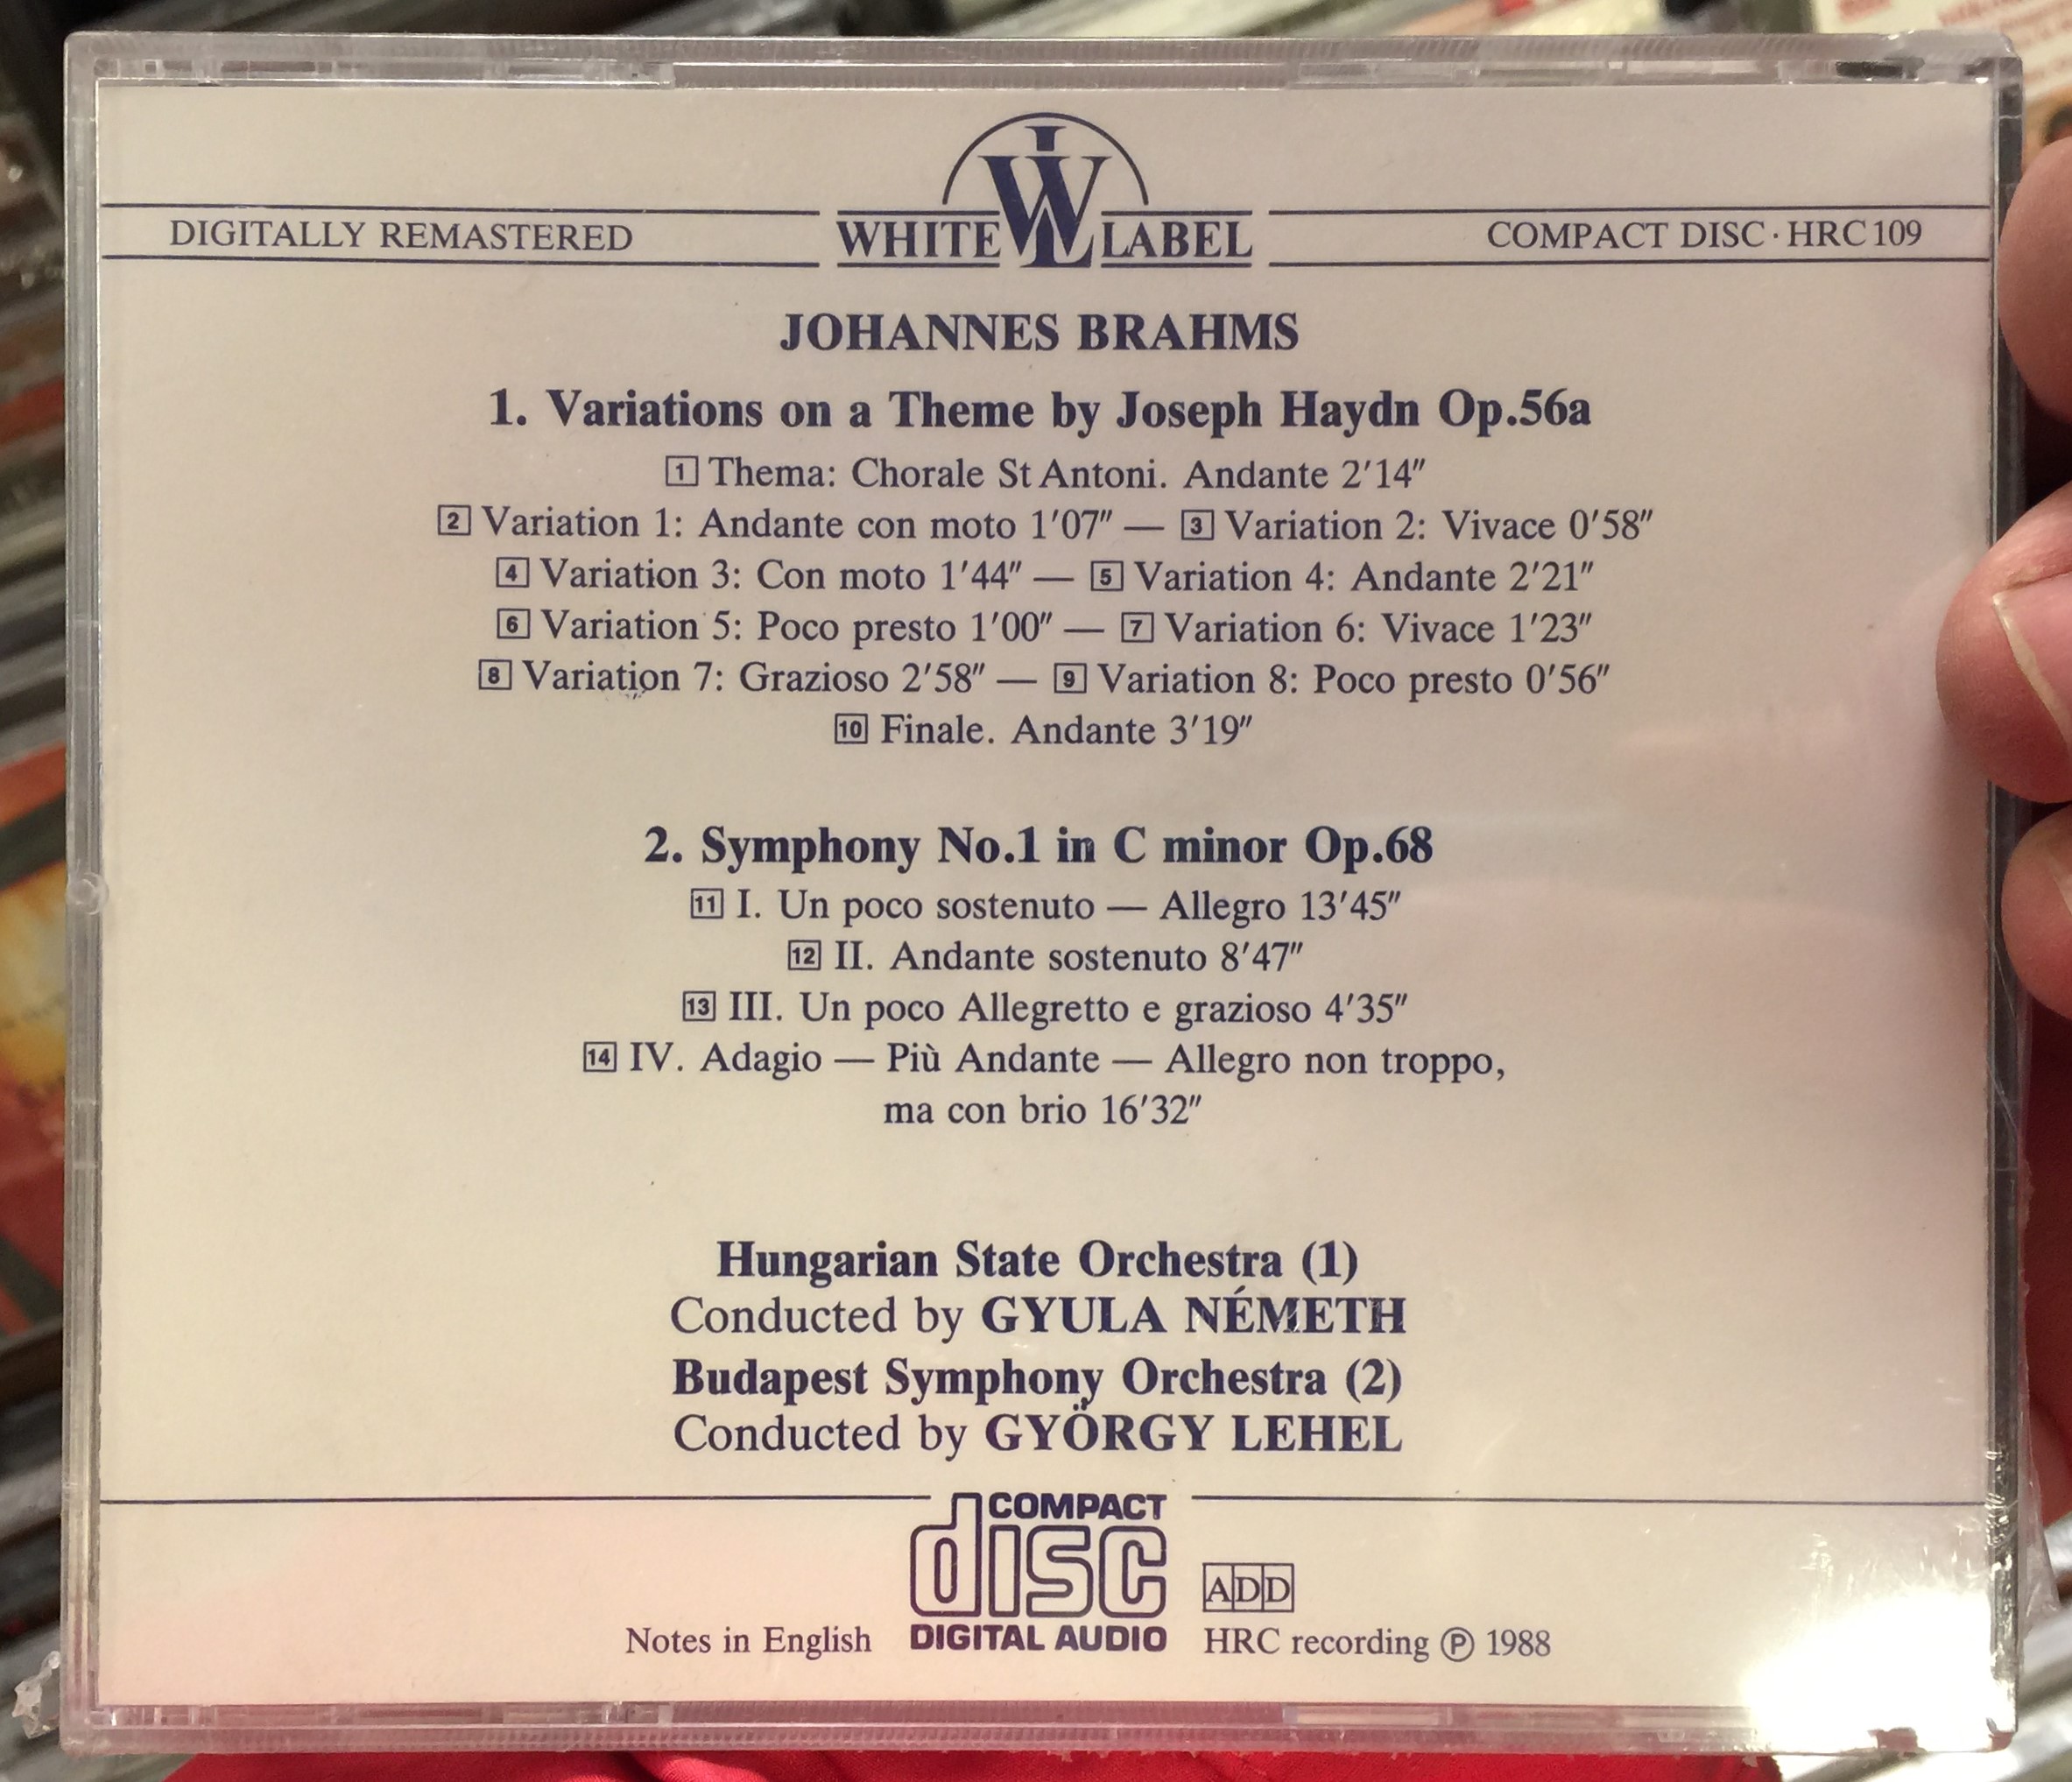 DIGITALLY REMASTERED
WL
WHITE LABEL
COMPACT DISC · HRC 109
JOHANNES BRAHMS
1. Variations on a Theme by Joseph Haydn Op.56a
1 Thema: Chorale St Antoni. Andante 2′14″
2 Variation 1: Andante con moto 1′07″ — 3 Variation 2: Vivace 0′58″
4 Variation 3: Con moto 1′44″ — 5 Variation 4: Andante 2′21″
6 Variation 5: Poco presto 1′00″ — 7 Variation 6: Vivace 1′23″
8 Variation 7: Grazioso 2′58″ — 9 Variation 8: Poco presto 0′56″
10 Finale. Andante 3′19″
2. Symphony No.1 in C minor Op.68
11 I. Un poco sostenuto — Allegro 13′45″
12 II. Andante sostenuto 8′47″
13 III. Un poco Allegretto e grazioso 4′35″
14 IV. Adagio — Più Andante — Allegro non troppo,
ma con brio 16′32″
Hungarian State Orchestra (1)
Conducted by GYULA NÉMETH
Budapest Symphony Orchestra (2)
Conducted by GYÖRGY LEHEL
COMPACT
disc
DIGITAL AUDIO
ADD
Notes in English
HRC recording ℗ 1988